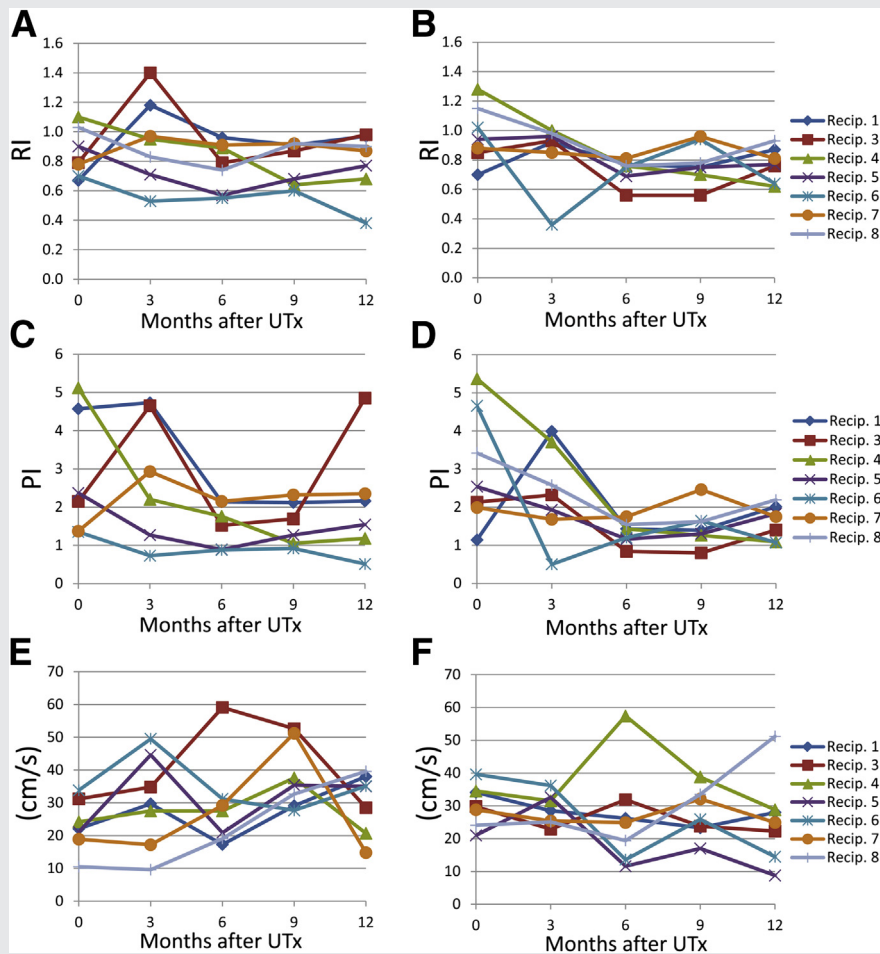 A
RI
1.6
1.4
1.2
1.0
0.8
0.6
0.4
0.2
0.0
0 3 6 9 12
Months after UTx
B
RI
1.6
1.4
1.2
1.0
0.8
0.6
0.4
0.2
0.0
0 3 6 9 12
Months after UTx
Recip. 1
Recip. 3
Recip. 4
Recip. 5
Recip. 6
Recip. 7
Recip. 8
C
PI
6
5
4
3
2
1
0
0 3 6 9 12
Months after UTx
D
PI
6
5
4
3
2
1
0
0 3 6 9 12
Months after UTx
Recip. 1
Recip. 3
Recip. 4
Recip. 5
Recip. 6
Recip. 7
Recip. 8
E
(cm/s)
70
60
50
40
30
20
10
0
0 3 6 9 12
Months after UTx
F
(cm/s)
70
60
50
40
30
20
10
0
0 3 6 9 12
Months after UTx
Recip. 1
Recip. 3
Recip. 4
Recip. 5
Recip. 6
Recip. 7
Recip. 8